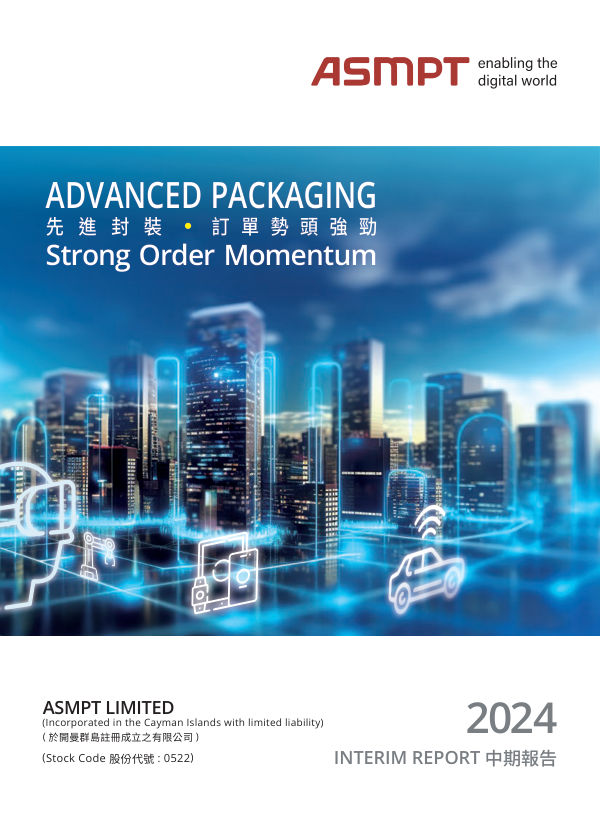 ASMPT
enabling the
digital world
ADVANCED PACKAGING
先進封裝 • 訂單勢頭強勁
Strong Order Momentum
ASMPT LIMITED
(Incorporated in the Cayman Islands with limited liability)
( 於開曼群島註冊成立之有限公司 )
(Stock Code 股份代號 : 0522)
2024
INTERIM REPORT 中期報告